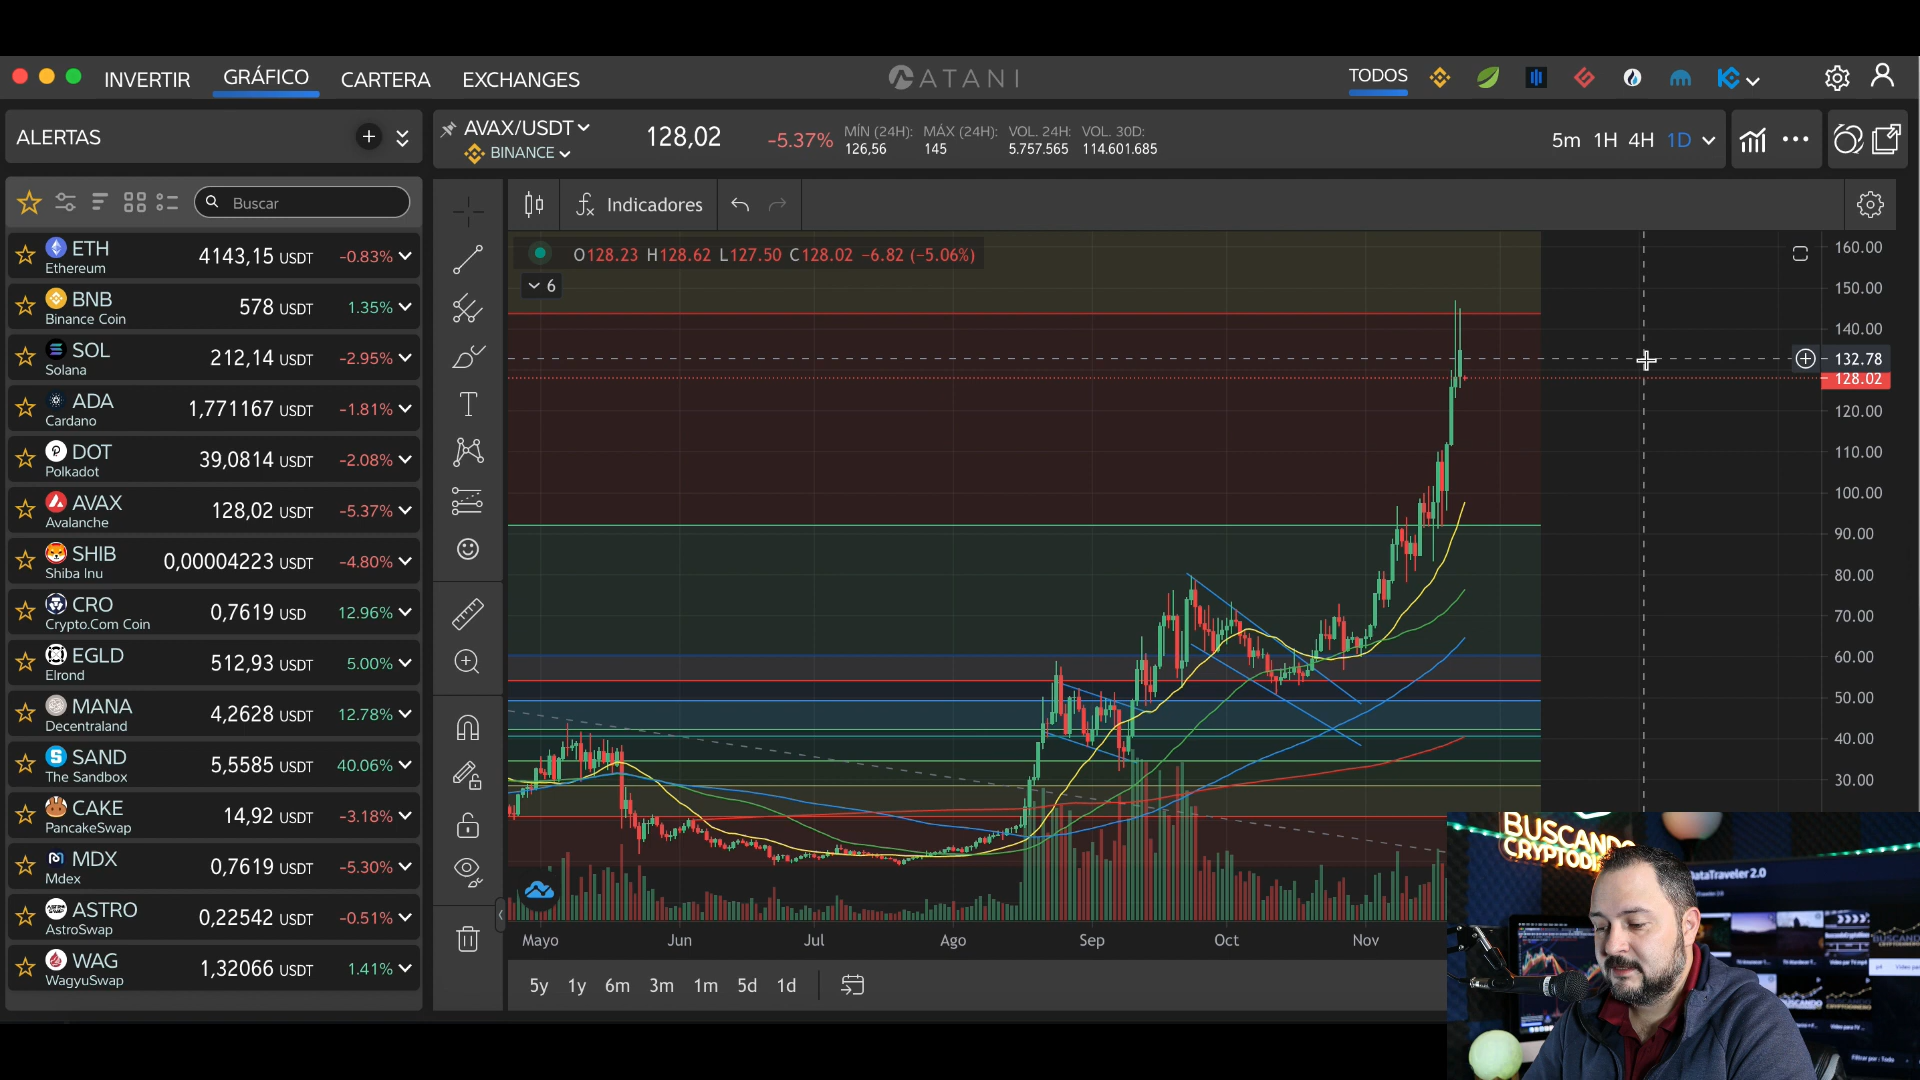 INVERTIR GRÁFICO CARTERA EXCHANGES ATANI TODOS
ALERTAS
AVAX/USDT 128,02 -5.37% MÍN (24H): MÁX (24H): VOL. 24H: VOL. 30D:
BINANCE 126,56 145 5.757.565 114.601.685
5m 1H 4H 1D
Buscar
Indicadores
ETH 4143,15 USDT -0.83%
Ethereum
BNB 578 USDT 1.35%
Binance Coin
SOL 212,14 USDT -2.95%
Solana
ADA 1,771167 USDT -1.81%
Cardano
DOT 39,0814 USDT -2.08%
Polkadot
AVAX 128,02 USDT -5.37%
Avalanche
SHIB 0,00004223 USDT -4.80%
Shiba Inu
CRO 0,7619 USD 12.96%
Crypto.Com Coin
EGLD 512,93 USDT 5.00%
Elrond
MANA 4,2628 USDT 12.78%
Decentraland
SAND 5,5585 USDT 40.06%
The Sandbox
CAKE 14,92 USDT -3.18%
PancakeSwap
MDX 0,7619 USDT -5.30%
Mdex
ASTRO 0,22542 USDT -0.51%
AstroSwap
WAG 1,32066 USDT 1.41%
WagyuSwap
O128.23 H128.62 L127.50 C128.02 -6.82 (-5.06%)
6
160.00
150.00
140.00
132.78
128.02
120.00
110.00
100.00
90.00
80.00
70.00
60.00
50.00
40.00
30.00
Mayo Jun Jul Ago Sep Oct Nov
5y 1y 6m 3m 1m 5d 1d
BUSCANDO
CRYPTODINERO
DataTraveler 2.0